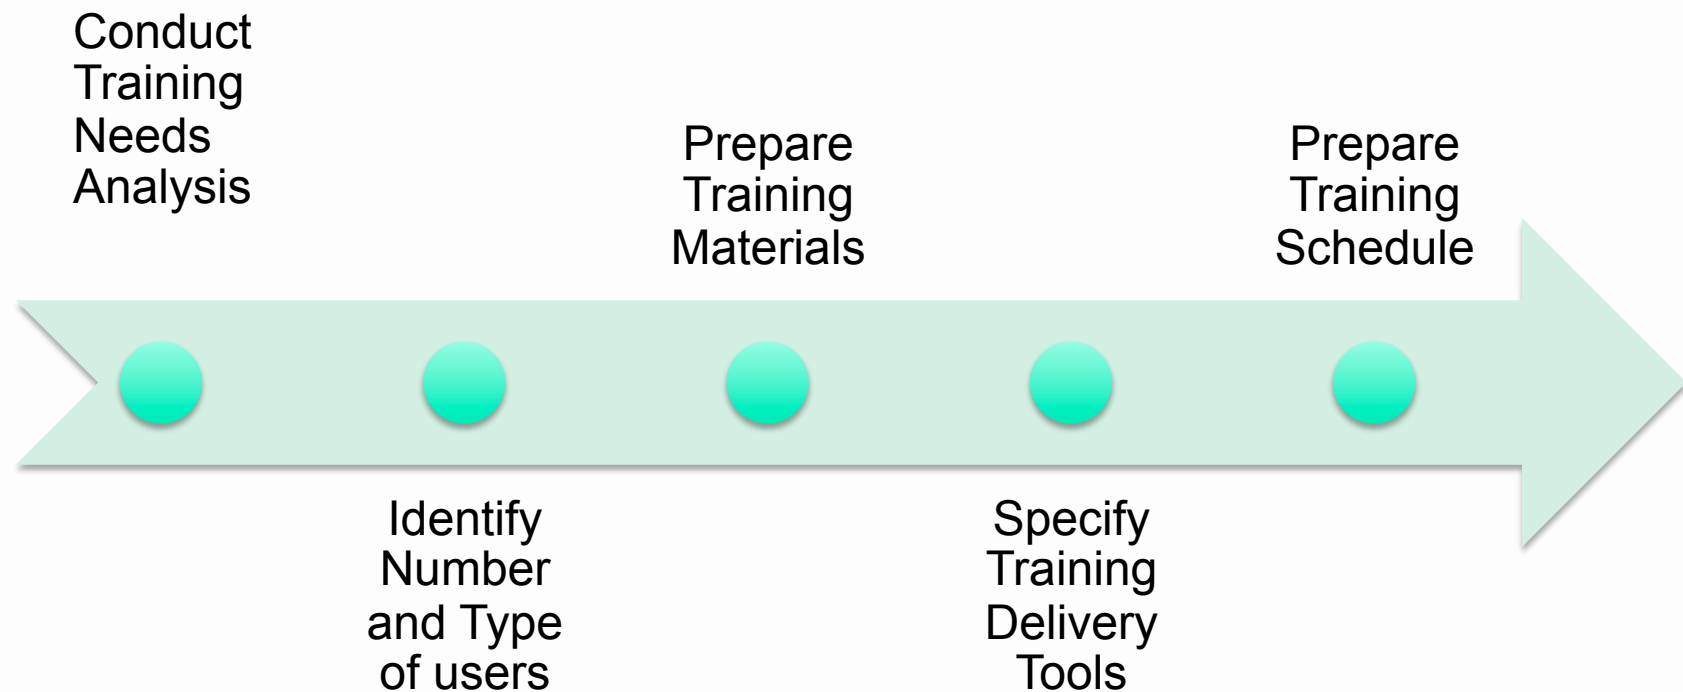 Conduct
Training
Needs
Analysis
Identify
Number
and Type
of users
Prepare
Training
Materials
Specify
Training
Delivery
Tools
Prepare
Training
Schedule